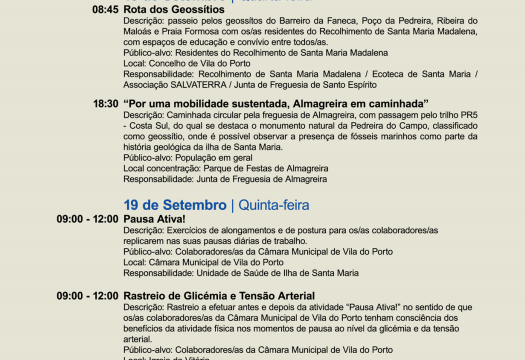 08:45 Rota dos Geossítios
Descrição: passeio pelos geossítos do Barreiro da Faneca, Poço da Pedreira, Ribeira do
Maloás e Praia Formosa com os/as residentes do Recolhimento de Santa Maria Madalena,
com espaços de educação e convívio entre todos/as.
Público-alvo: Residentes do Recolhimento de Santa Maria Madalena
Local: Concelho de Vila do Porto
Responsabilidade: Recolhimento de Santa Maria Madalena / Ecoteca de Santa Maria /
Associação SALVATERRA / Junta de Freguesia de Santo Espírito
18:30 “Por uma mobilidade sustentada, Almagreira em caminhada”
Descrição: Caminhada circular pela freguesia de Almagreira, com passagem pelo trilho PR5
- Costa Sul, do qual se destaca o monumento natural da Pedreira do Campo, classificado
como geossítio, onde é possível observar a presença de fósseis marinhos como parte da
história geológica da ilha de Santa Maria.
Público-alvo: População em geral
Local concentração: Parque de Festas de Almagreira
Responsabilidade: Junta de Freguesia de Almagreira
19 de Setembro | Quinta-feira
09:00 - 12:00 Pausa Ativa!
Descrição: Exercícios de alongamentos e de postura para os/as colaboradores/as
replicarem nas suas pausas diárias de trabalho.
Público-alvo: Colaboradores/as da Câmara Municipal de Vila do Porto
Local: Câmara Municipal de Vila do Porto
Responsabilidade: Unidade de Saúde de Ilha de Santa Maria
09:00 - 12:00 Rastreio de Glicémia e Tensão Arterial
Descrição: Rastreio a efetuar antes e depois da atividade “Pausa Ativa!” no sentido de que
os/as colaboradores/as da Câmara Municipal de Vila do Porto tenham consciência dos
benefícios da atividade física nos momentos de pausa ao nível da glicémia e da tensão
arterial.
Público-alvo: Colaboradores/as da Câmara Municipal de Vila do Porto